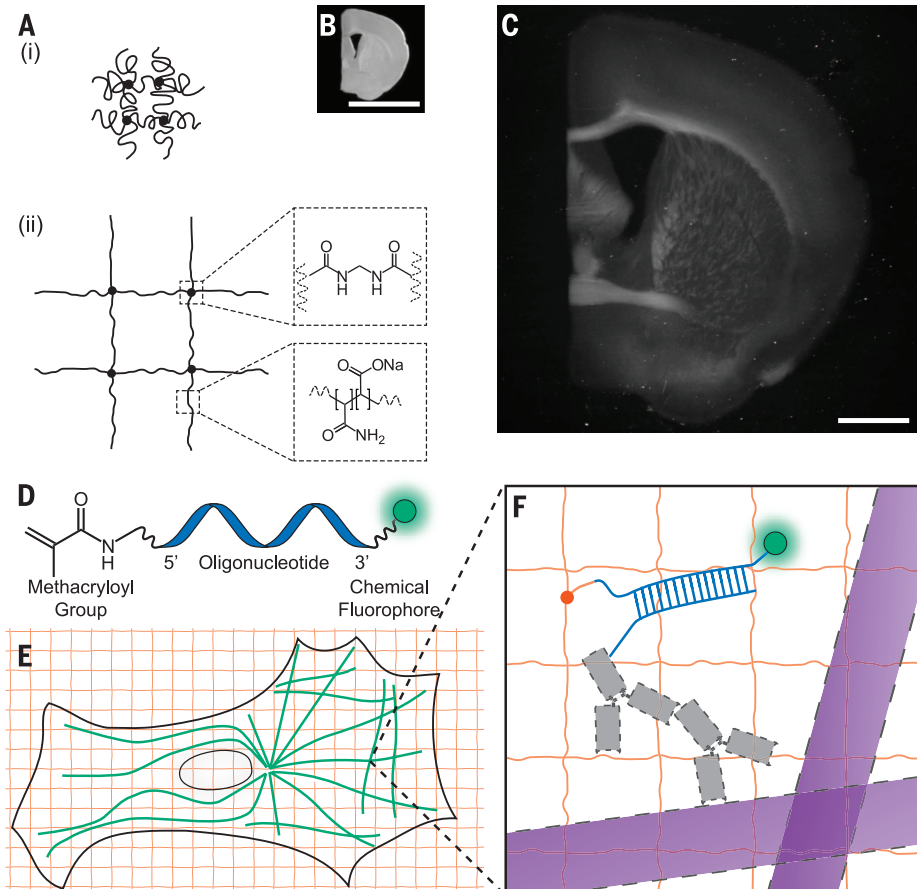 A
(i)
B
C
(ii)
O
O
N
H
N
H
O
ONa
O
NH₂
D
O
N
H
5’
Oligonucleotide
3’
Methacryloyl
Group
Chemical
Fluorophore
E
F